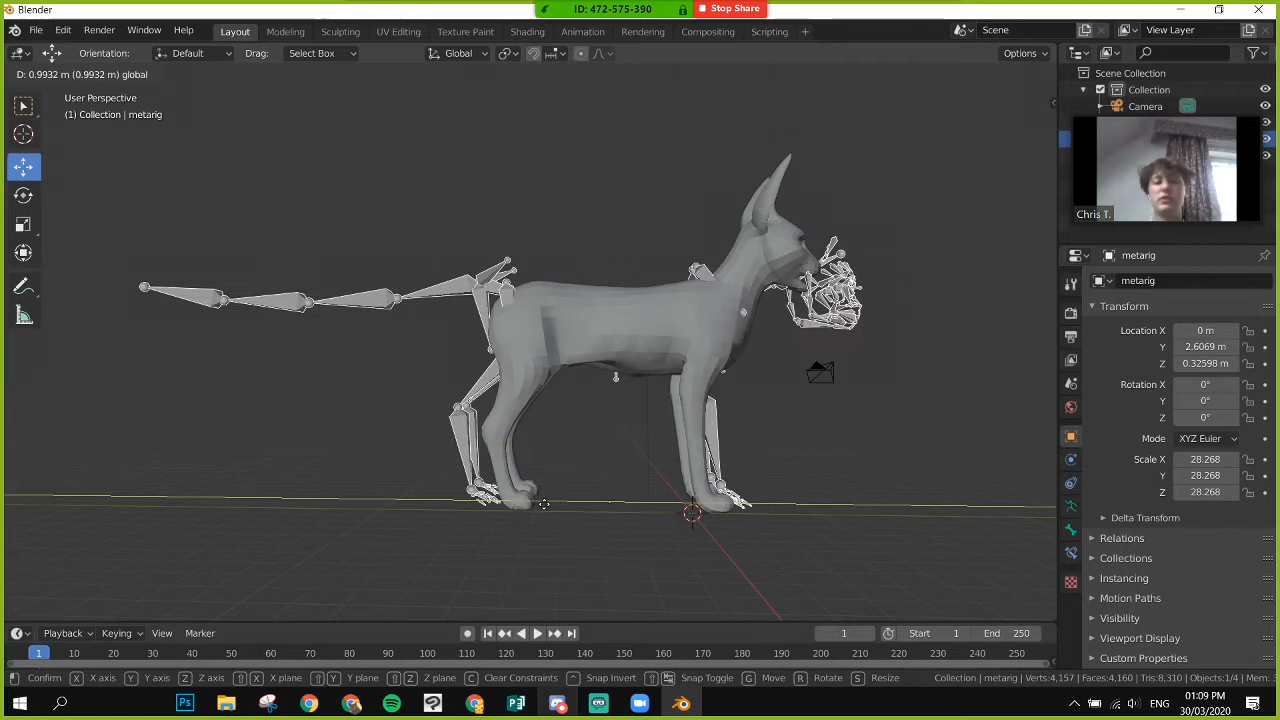 Blender
ID: 472-575-390
Stop Share
File Edit Render Window Help Layout Modeling Sculpting UV Editing Texture Paint Shading Animation Rendering Compositing Scripting + Scene View Layer
Orientation: Default Drag: Select Box Global Options
D: 0.9932 m (0.9932 m) global
User Perspective
(1) Collection | metarig
Scene Collection
Collection
Camera
Chris T.
metarig
metarig
Transform
Location X 0 m
Y 2.6069 m
Z 0.32598 m
Rotation X 0°
Y 0°
Z 0°
Mode XYZ Euler
Scale X 28.268
Y 28.268
Z 28.268
Delta Transform
Relations
Collections
Instancing
Motion Paths
Visibility
Viewport Display
Custom Properties
Playback Keying View Marker 1 Start 1 End 250
1 10 20 30 40 50 60 70 80 90 100 110 120 130 140 150 160 170 180 190 200 210 220 230 240 250
Confirm X X axis Y Y axis Z Z axis X X plane Y Y plane Z Z plane C Clear Constraints Snap Invert Snap Toggle G Move R Rotate S Resize Collection | metarig | Verts:4,157 | Faces:4,160 | Tris:8,310 | Objects:1/4 | Mem: 3
Ps P ENG 01:09 PM
30/03/2020